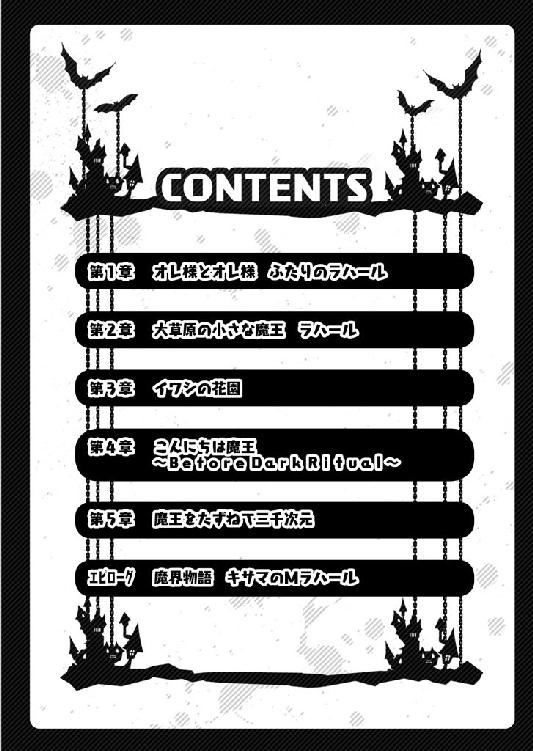 CONTENTS
第1章 オレ様とオレ様 ふたりのラハール
第2章 大草原の小さな魔王 ラハール
第3章 イワシの花園
第4章 こんにちは魔王
～Before Dark Ritual～
第5章 魔王をたずねて三千次元
エピローグ 魔界物語 キサマのMラハール